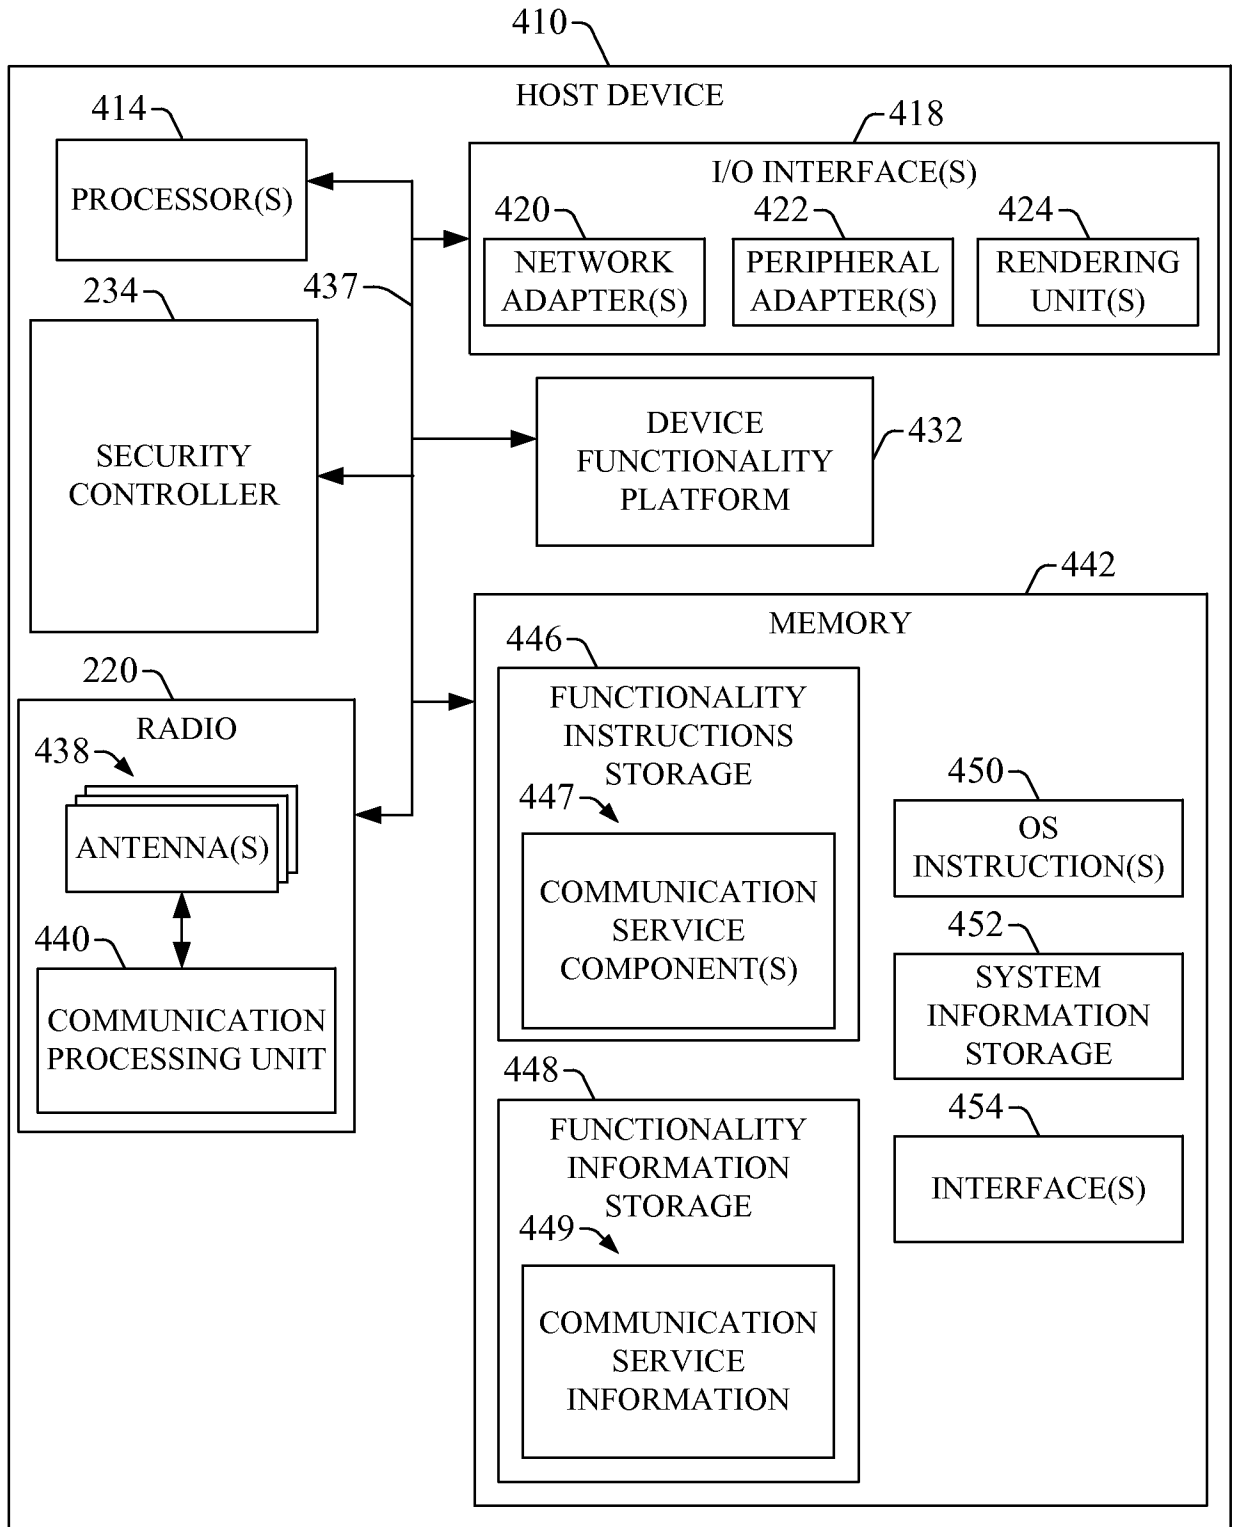 410
HOST DEVICE
414
PROCESSOR(S)
418
I/O INTERFACE(S)
420
NETWORK
ADAPTER(S)
422
PERIPHERAL
ADAPTER(S)
424
RENDERING
UNIT(S)
234
SECURITY
CONTROLLER
437
DEVICE
FUNCTIONALITY
PLATFORM
432
220
RADIO
438
ANTENNA(S)
440
COMMUNICATION
PROCESSING UNIT
442
MEMORY
446
FUNCTIONALITY
INSTRUCTIONS
STORAGE
447
COMMUNICATION
SERVICE
COMPONENT(S)
448
FUNCTIONALITY
INFORMATION
STORAGE
449
COMMUNICATION
SERVICE
INFORMATION
450
OS
INSTRUCTION(S)
452
SYSTEM
INFORMATION
STORAGE
454
INTERFACE(S)